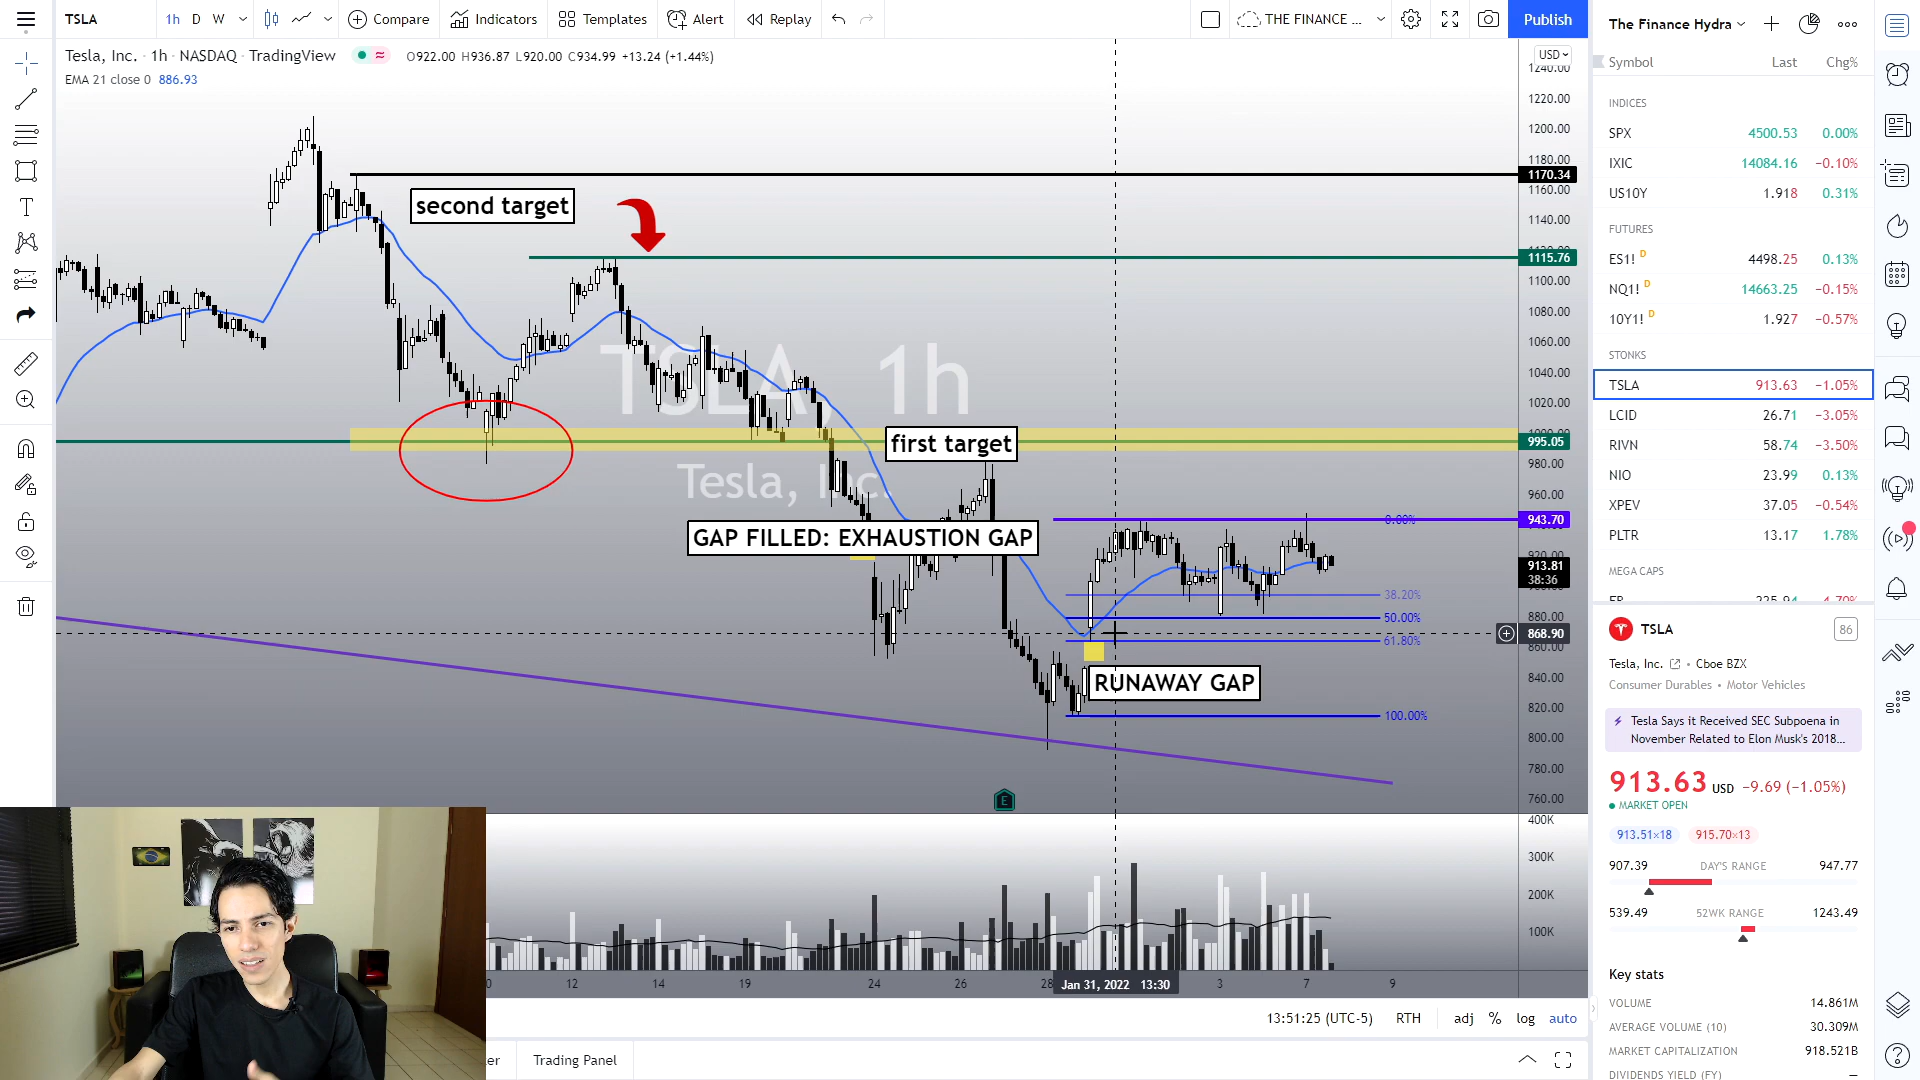 TSLA
1h D W
Compare
Indicators
Templates
Alert
Replay
THE FINANCE ...
Publish
Tesla, Inc. · 1h · NASDAQ · TradingView
O922.00 H936.87 L920.00 C934.99 +13.24 (+1.44%)
EMA 21 close 0 886.93
USD
1240.00
1220.00
1200.00
1180.00
1170.34
1160.00
1140.00
1115.76
1100.00
1080.00
1060.00
1040.00
1020.00
995.05
980.00
960.00
943.70
920.00
913.81
38:36
880.00
868.90
860.00
840.00
820.00
800.00
780.00
760.00
400K
300K
200K
100K
second target
TSLA, 1h
Tesla, Inc.
first target
GAP FILLED: EXHAUSTION GAP
0.00%
38.20%
50.00%
61.80%
RUNAWAY GAP
100.00%
E
12 14 19 24 26 28 Jan 31, 2022 13:30 3 7 9
13:51:25 (UTC-5) RTH adj % log auto
er Trading Panel
The Finance Hydra
Symbol Last Chg%
INDICES
SPX 4500.53 0.00%
IXIC 14084.16 −0.10%
US10Y 1.918 0.31%
FUTURES
ES1! D 4498.25 0.13%
NQ1! D 14663.25 −0.15%
10Y1! D 1.927 −0.57%
STONKS
TSLA 913.63 −1.05%
LCID 26.71 −3.05%
RIVN 58.74 −3.50%
NIO 23.99 0.13%
XPEV 37.05 −0.54%
PLTR 13.17 1.78%
MEGA CAPS
TSLA 86
Tesla, Inc. • Cboe BZX
Consumer Durables • Motor Vehicles
Tesla Says it Received SEC Subpoena in
November Related to Elon Musk's 2018...
913.63 USD −9.69 (−1.05%)
MARKET OPEN
913.51×18 915.70×13
907.39 DAY'S RANGE 947.77
539.49 52WK RANGE 1243.49
Key stats
VOLUME 14.861M
AVERAGE VOLUME (10) 30.309M
MARKET CAPITALIZATION 918.521B
DIVIDENDS YIELD (FY) —